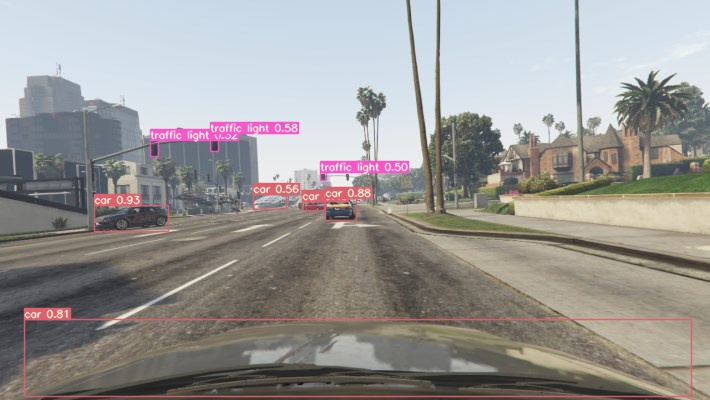 traffic light 0.58
traffic light 0.52
traffic light 0.50
car 0.93
car 0.56
car 0.88
car 0.81